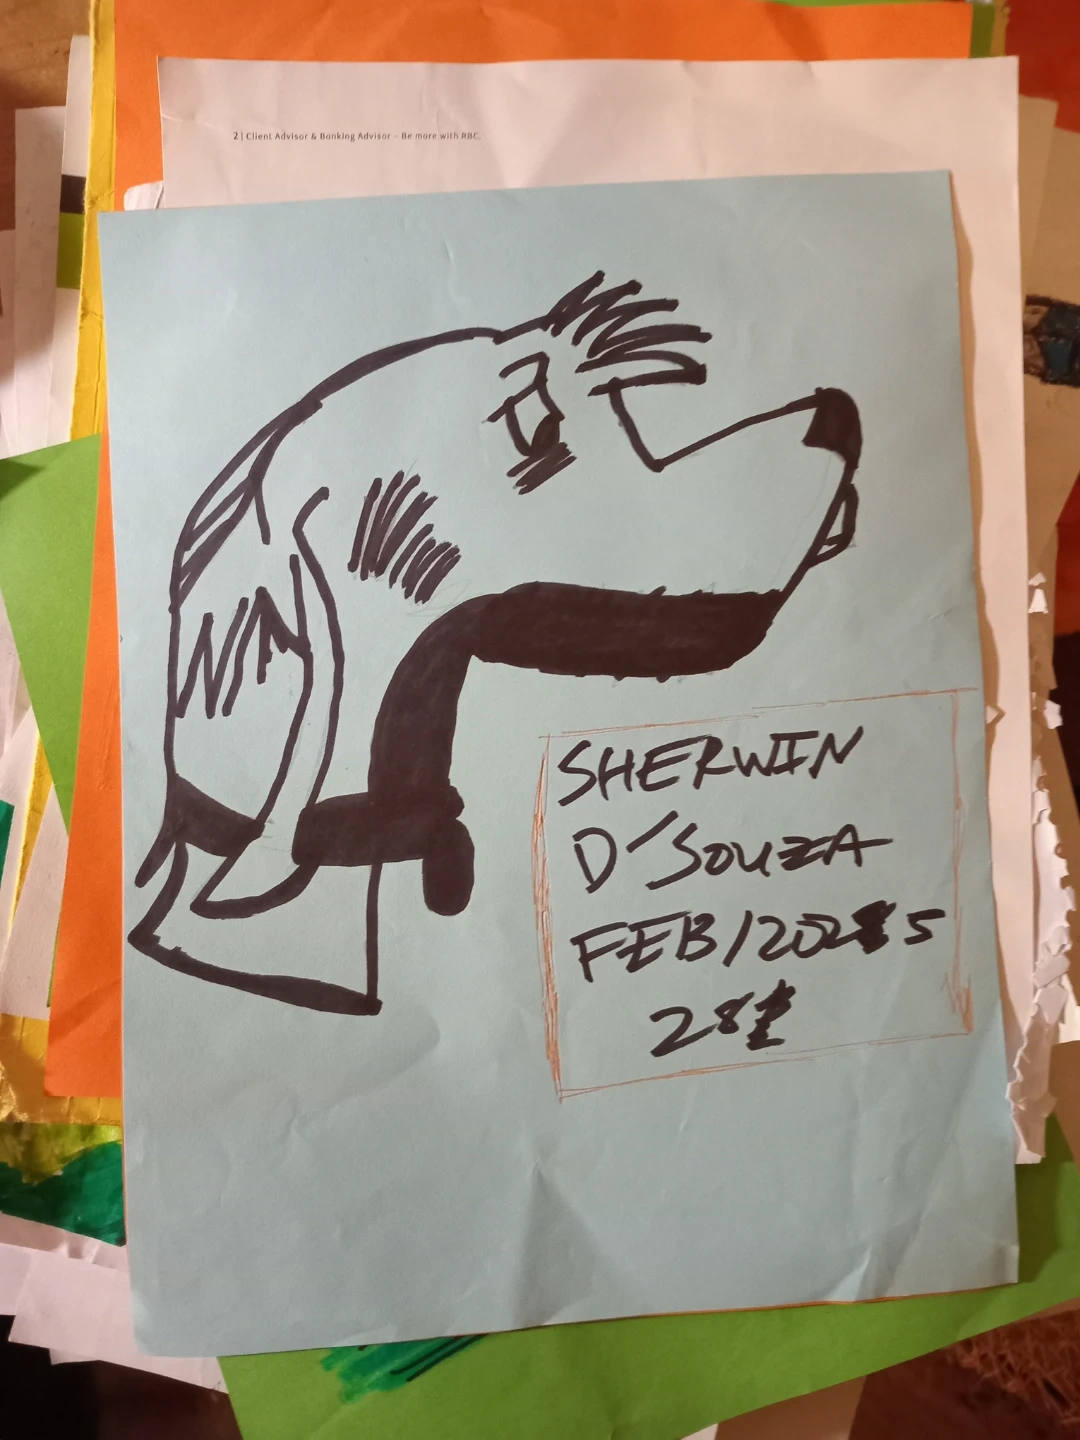 2 | Client Advisor & Banking Advisor – Be more with RBC.
SHERWIN
D'SOUZA
FEB/2025
28